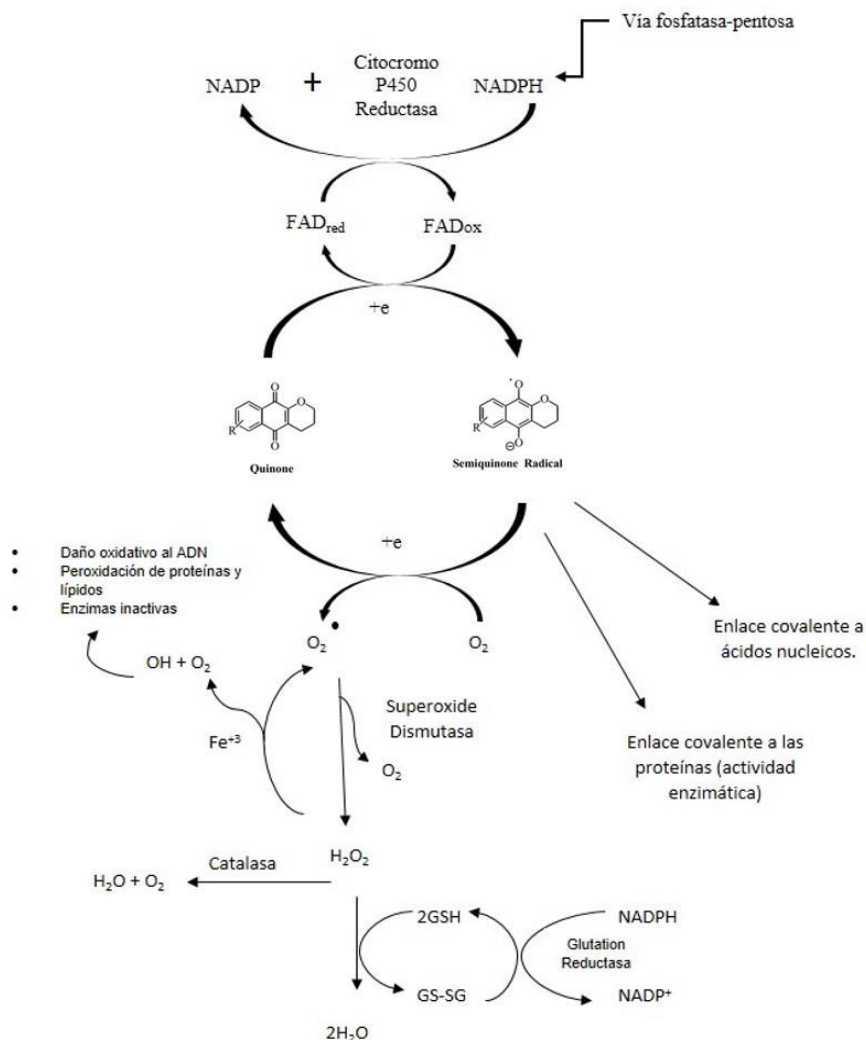 Vía fosfatasa-pentosa
NADP + Citocromo P450 Reductasa NADPH
FADred FADox
+e
O O R O
Quinone
·O O R ⊖O
Semiquinone Radical
+e
• Daño oxidativo al ADN
• Peroxidación de proteínas y
lípidos
• Enzimas inactivas
O₂• O₂
Enlace covalente a
ácidos nucleicos.
OH + O₂
Superoxide
Dismutasa
Fe⁺³
O₂
Enlace covalente a las
proteínas (actividad
enzimática)
H₂O₂
Catalasa
H₂O + O₂
2GSH NADPH
Glutation
Reductasa
GS-SG NADP⁺
2H₂O